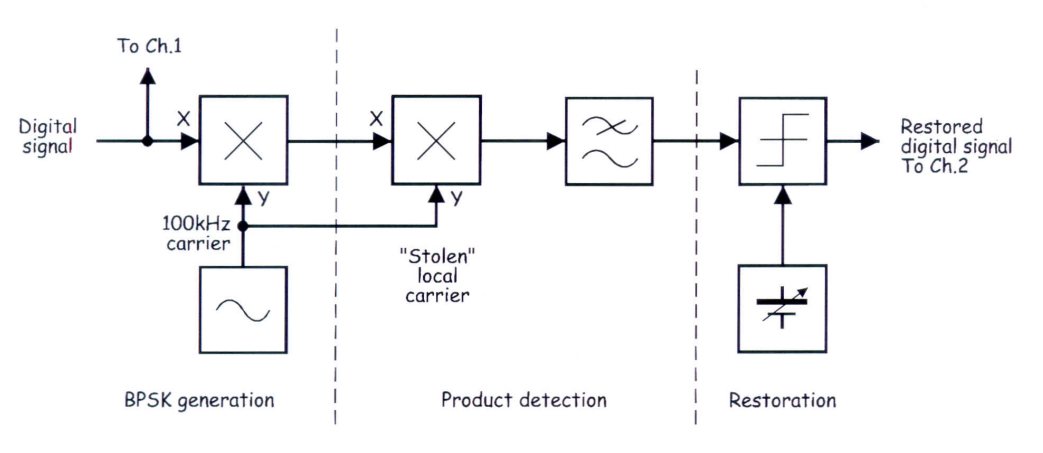 To Ch.1
Digital
signal
X
Y
100kHz
carrier
X
Y
"Stolen"
local
carrier
Restored
digital signal
To Ch.2
BPSK generation
Product detection
Restoration